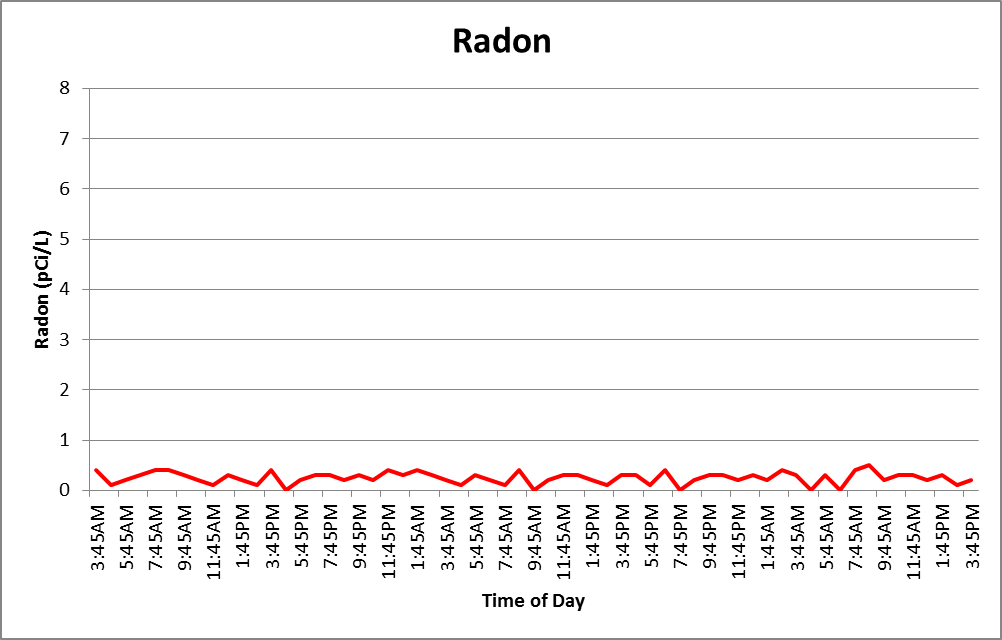 Radon
8
7
6
5
4
3
2
1
0
Radon (pCi/L)
3:45AM
5:45AM
7:45AM
9:45AM
11:45AM
1:45PM
3:45PM
5:45PM
7:45PM
9:45PM
11:45PM
1:45AM
3:45AM
5:45AM
7:45AM
9:45AM
11:45AM
1:45PM
3:45PM
5:45PM
7:45PM
9:45PM
11:45PM
1:45AM
3:45AM
5:45AM
7:45AM
9:45AM
11:45AM
1:45PM
3:45PM
Time of Day